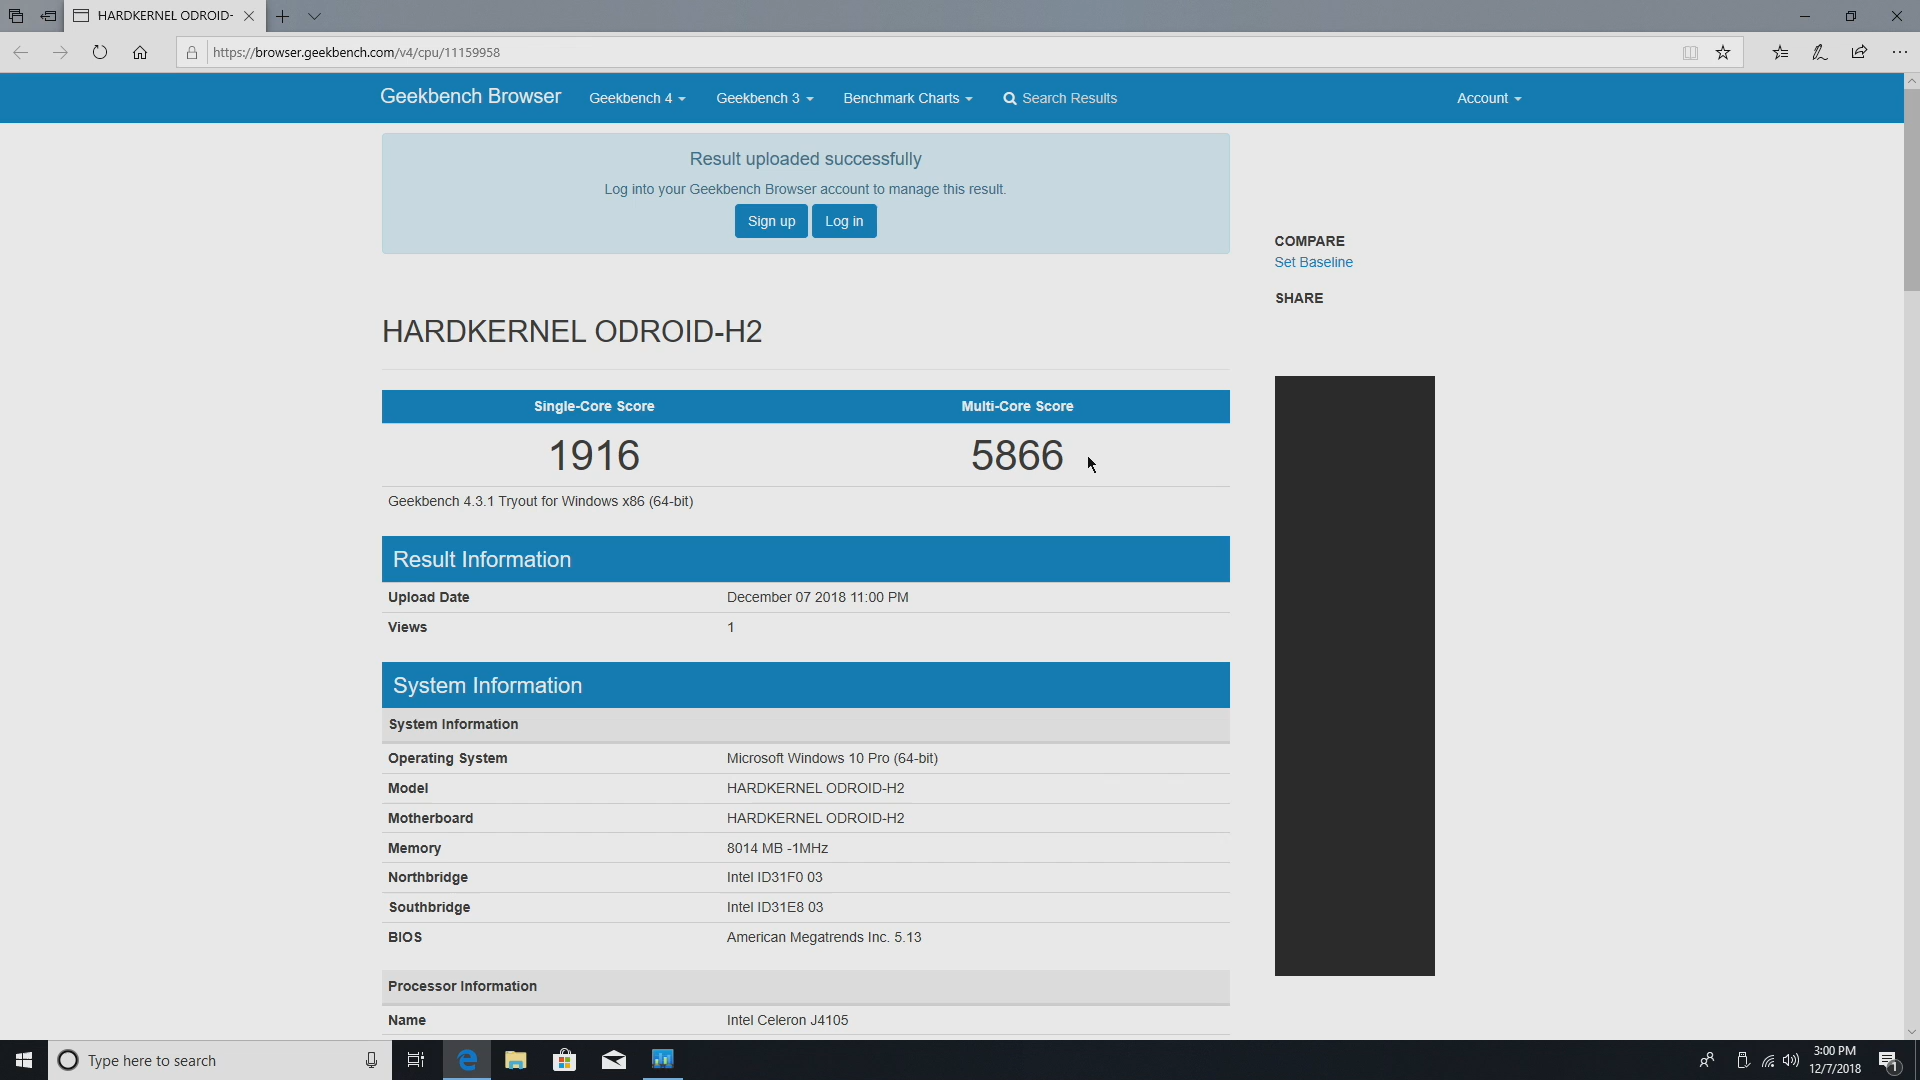 HARDKERNEL ODROID-
https://browser.geekbench.com/v4/cpu/11159958
Geekbench Browser Geekbench 4 Geekbench 3 Benchmark Charts Search Results Account
Result uploaded successfully
Log into your Geekbench Browser account to manage this result.
Sign up Log in
COMPARE
Set Baseline
SHARE
HARDKERNEL ODROID-H2
Single-Core Score Multi-Core Score
1916 5866
Geekbench 4.3.1 Tryout for Windows x86 (64-bit)
Result Information
Upload Date December 07 2018 11:00 PM
Views 1
System Information
System Information
Operating System Microsoft Windows 10 Pro (64-bit)
Model HARDKERNEL ODROID-H2
Motherboard HARDKERNEL ODROID-H2
Memory 8014 MB -1MHz
Northbridge Intel ID31F0 03
Southbridge Intel ID31E8 03
BIOS American Megatrends Inc. 5.13
Processor Information
Name Intel Celeron J4105
Type here to search
3:00 PM
12/7/2018
1